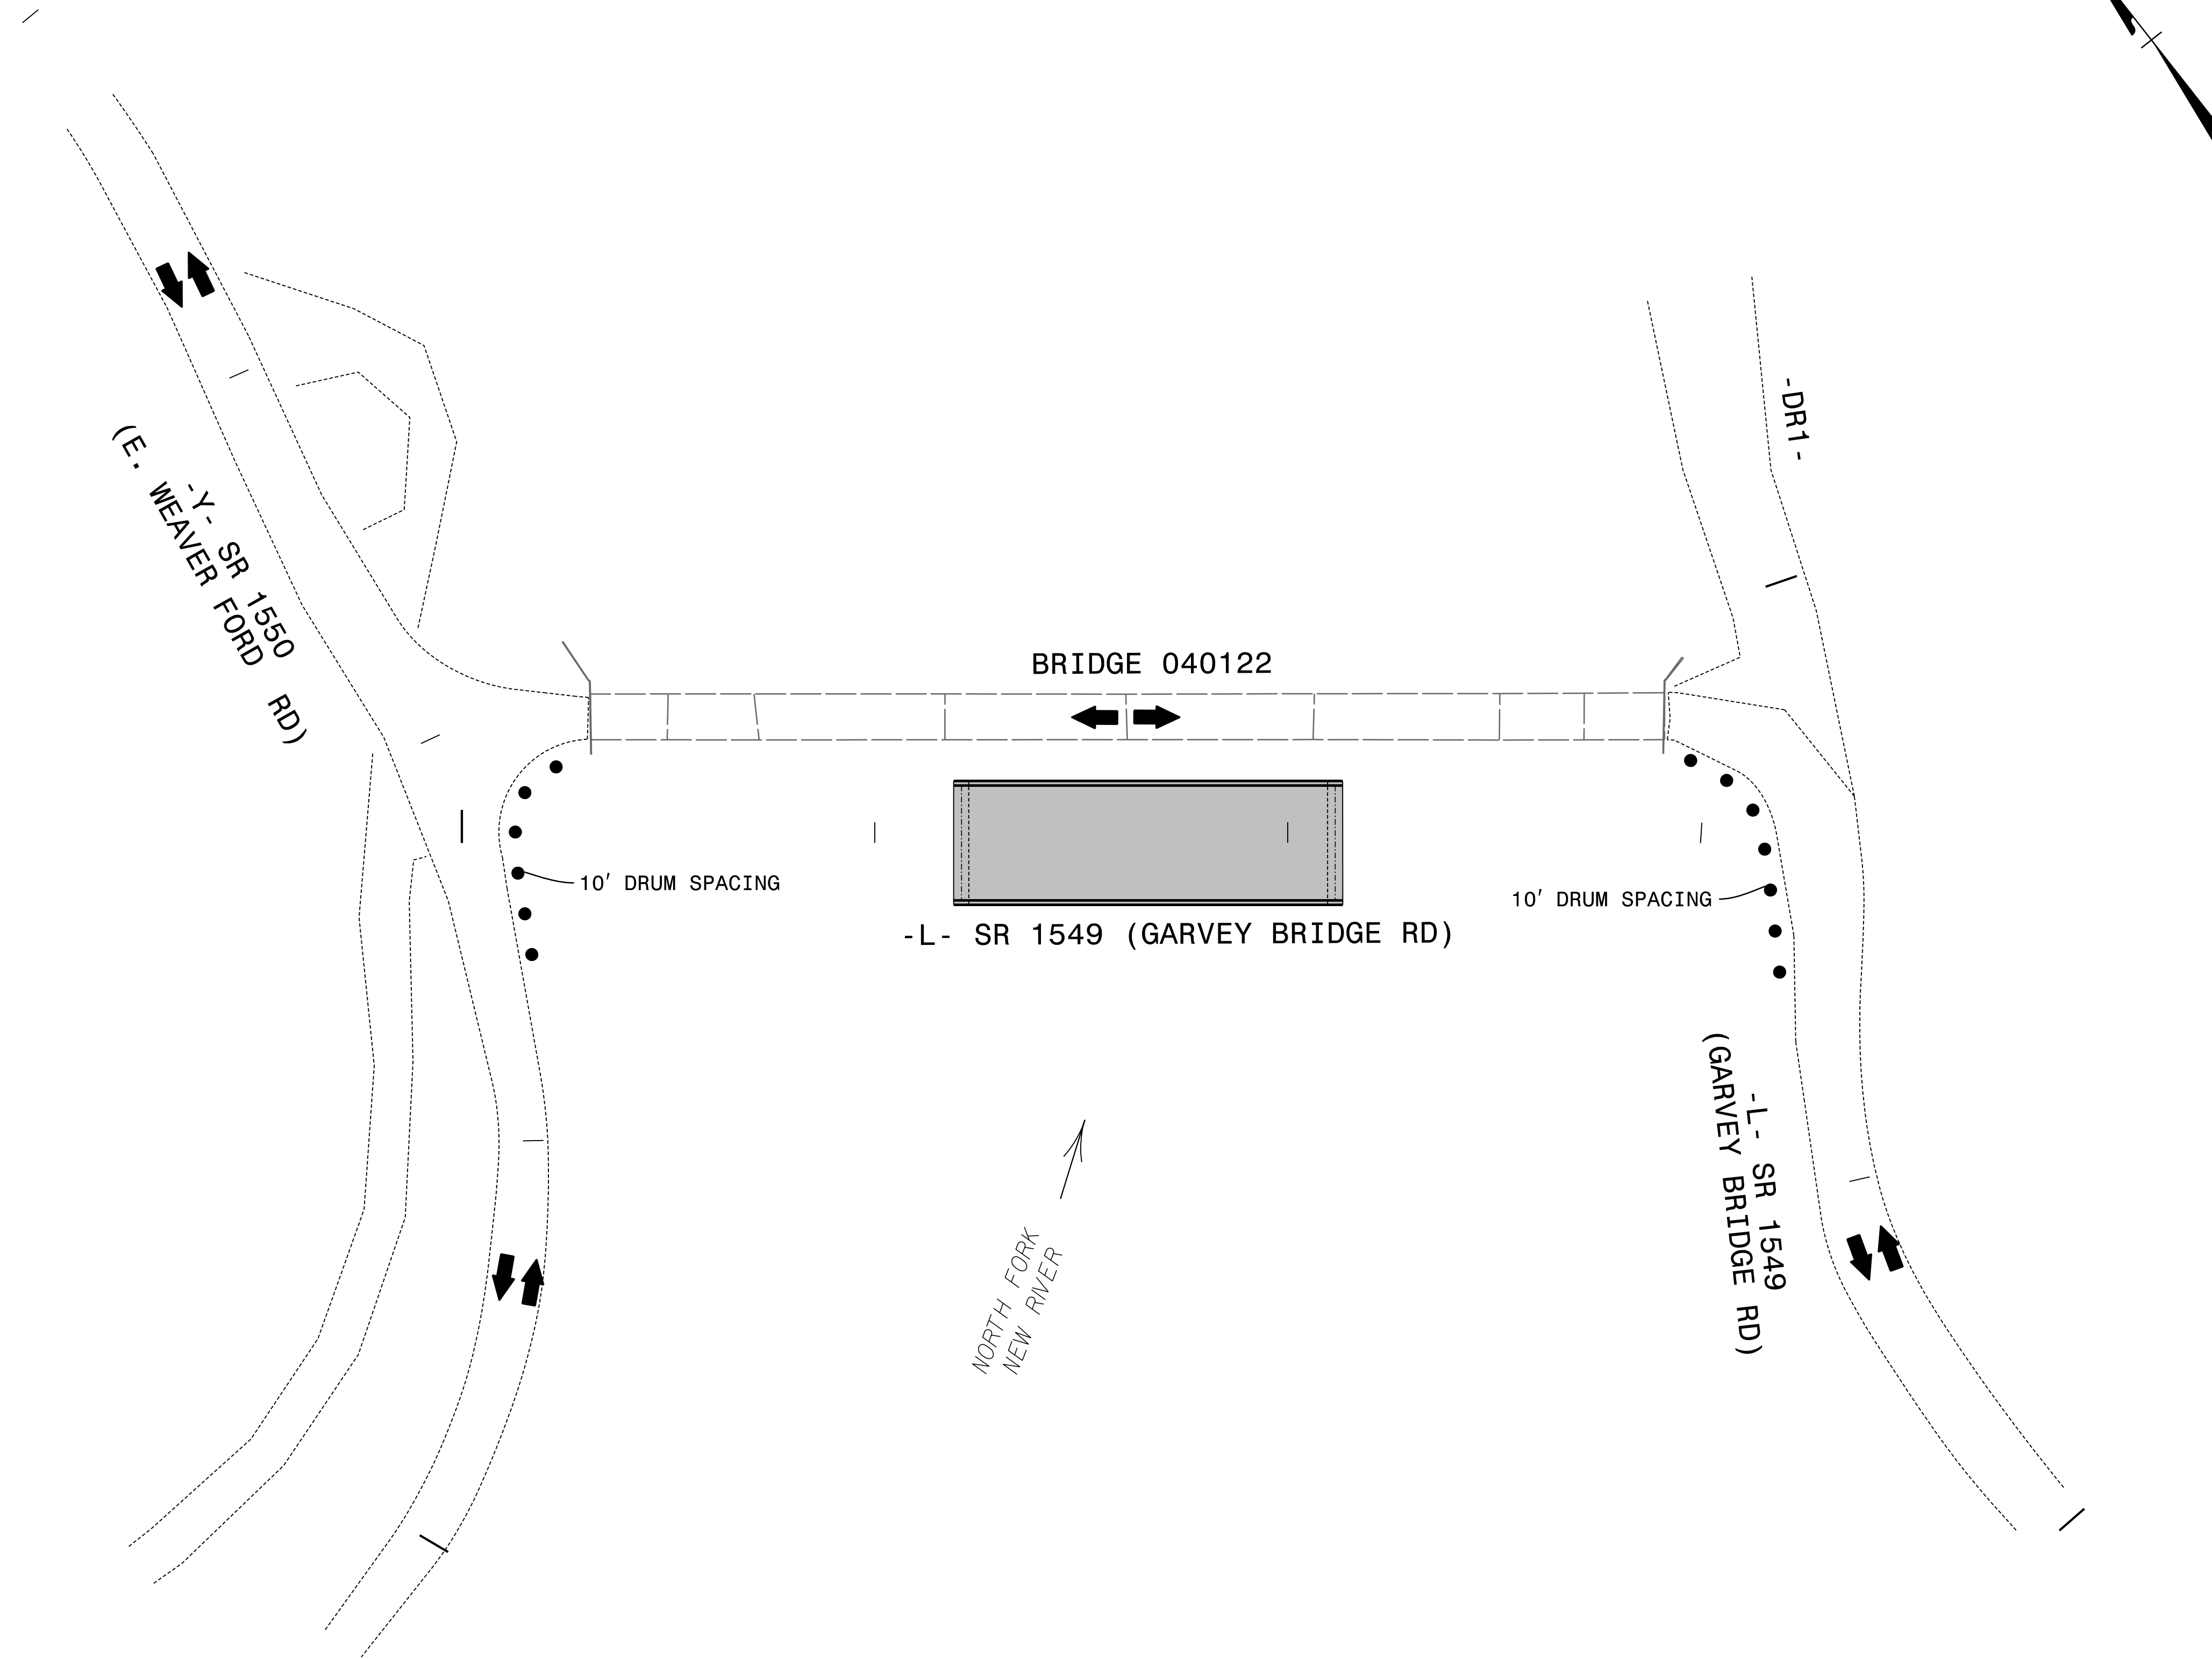 -DR1-
-Y- SR 1550
(E. WEAVER FORD RD)
BRIDGE 040122
10' DRUM SPACING
10' DRUM SPACING
-L- SR 1549 (GARVEY BRIDGE RD)
-L- SR 1549
(GARVEY BRIDGE RD)
NORTH FORK
NEW RIVER